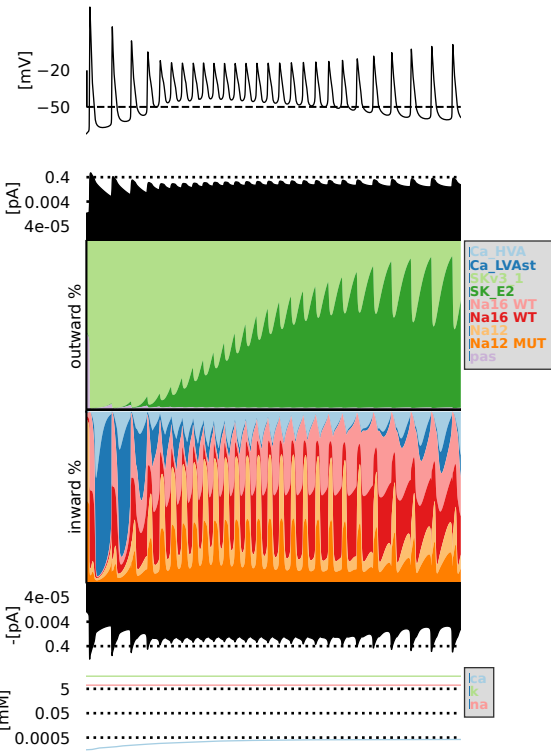 [mV]
−20
−50
[pA]
0.4
0.004
4e-05
outward %
Ca_HVA
Ca_LVAst
SKv3_1
SK_E2
Na16 WT
Na16 WT
Na12
Na12 MUT
pas
inward %
-[pA]
4e-05
0.004
0.4
[mM]
5
0.05
0.0005
ca
k
na